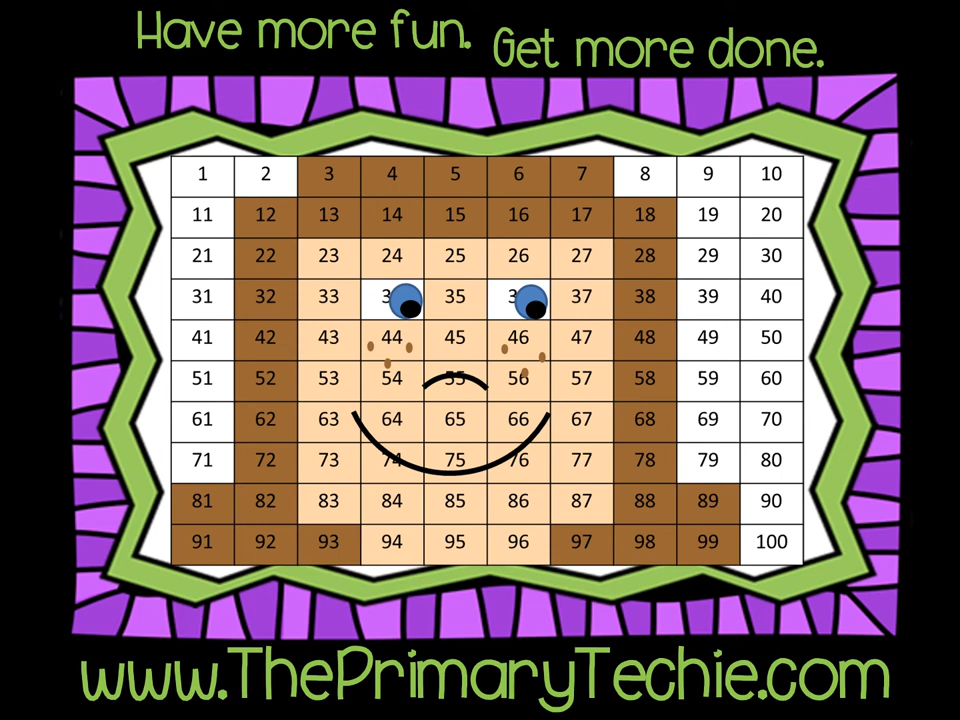 Have more fun. Get more done.
1 2 3 4 5 6 7 8 9 10
11 12 13 14 15 16 17 18 19 20
21 22 23 24 25 26 27 28 29 30
31 32 33 3 35 3 37 38 39 40
41 42 43 44 45 46 47 48 49 50
51 52 53 54 55 56 57 58 59 60
61 62 63 64 65 66 67 68 69 70
71 72 73 74 75 76 77 78 79 80
81 82 83 84 85 86 87 88 89 90
91 92 93 94 95 96 97 98 99 100
www.ThePrimaryTechie.com